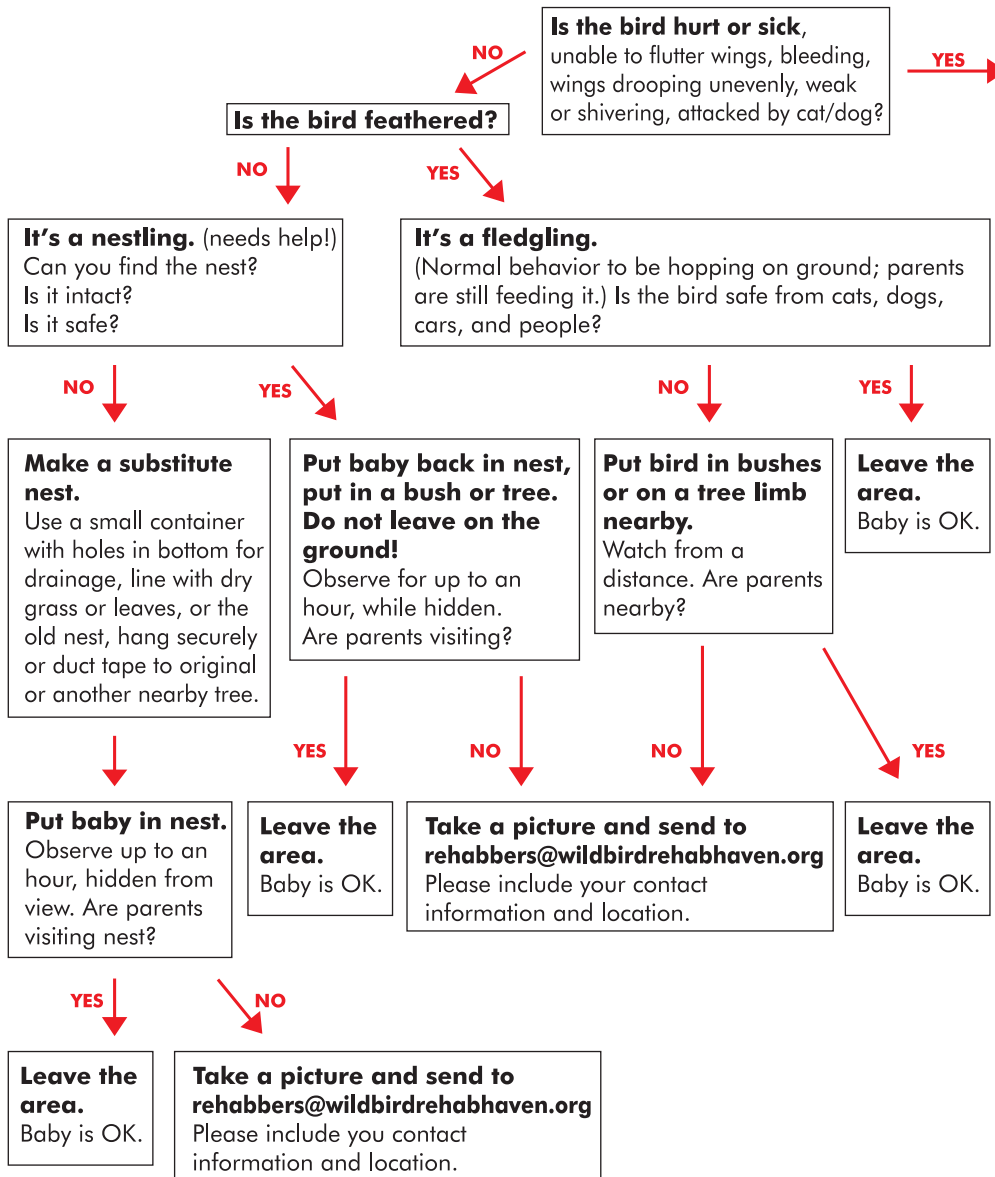 Is the bird hurt or sick,
unable to flutter wings, bleeding,
wings drooping unevenly, weak
or shivering, attacked by cat/dog?
NO
YES
Is the bird feathered?
NO
YES
It's a nestling. (needs help!)
Can you find the nest?
Is it intact?
Is it safe?
It's a fledgling.
(Normal behavior to be hopping on ground; parents
are still feeding it.) Is the bird safe from cats, dogs,
cars, and people?
NO
YES
NO
YES
Make a substitute
nest.
Use a small container
with holes in bottom for
drainage, line with dry
grass or leaves, or the
old nest, hang securely
or duct tape to original
or another nearby tree.
Put baby back in nest,
put in a bush or tree.
Do not leave on the
ground!
Observe for up to an
hour, while hidden.
Are parents visiting?
Put bird in bushes
or on a tree limb
nearby.
Watch from a
distance. Are parents
nearby?
Leave the
area.
Baby is OK.
YES
NO
NO
YES
Put baby in nest.
Observe up to an
hour, hidden from
view. Are parents
visiting nest?
Leave the
area.
Baby is OK.
Take a picture and send to
rehabbers@wildbirdrehabhaven.org
Please include your contact
information and location.
Leave the
area.
Baby is OK.
YES
NO
Leave the
area.
Baby is OK.
Take a picture and send to
rehabbers@wildbirdrehabhaven.org
Please include you contact
information and location.